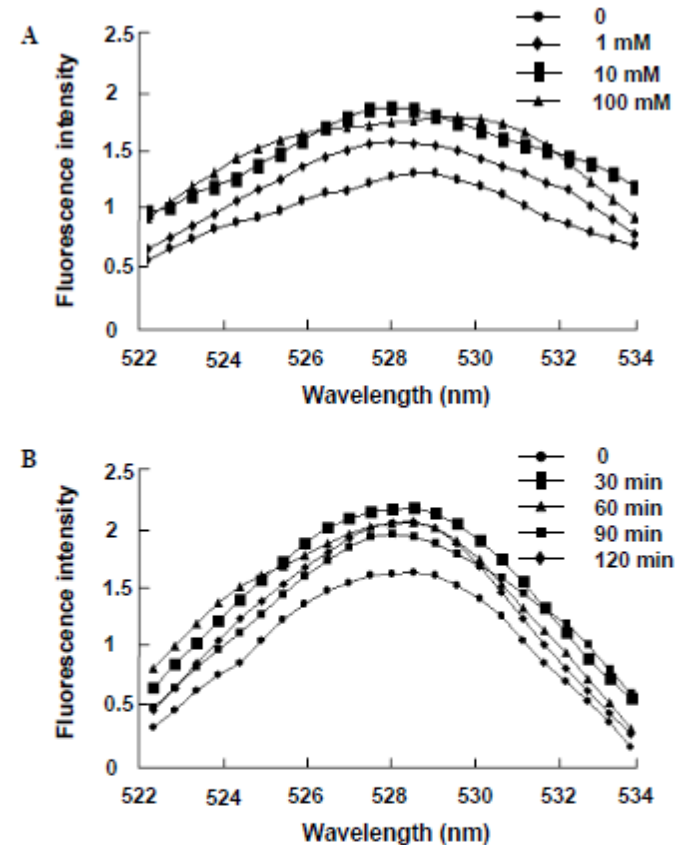 A
Fluorescence intensity
2.5
2
1.5
1
0.5
0
522 524 526 528 530 532 534
Wavelength (nm)
0
1 mM
10 mM
100 mM
B
Fluorescence intensity
2.5
2
1.5
1
0.5
0
522 524 526 528 530 532 534
Wavelength (nm)
0
30 min
60 min
90 min
120 min